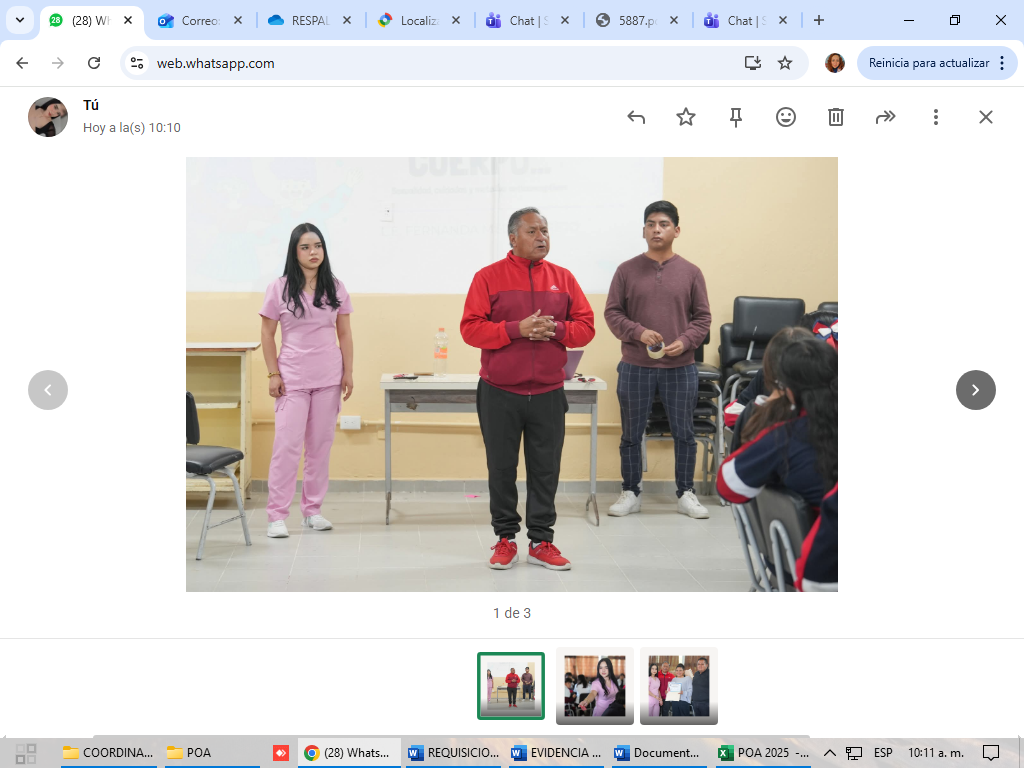 (28) Wh
Correo
RESPAL
Localiz
Chat | S
5887.pd
Chat | S
web.whatsapp.com
Reinicia para actualizar
Tú
Hoy a la(s) 10:10
CUERPO...
1 de 3
COORDINA...
POA
(28) Whats...
REQUISICIO...
EVIDENCIA ...
Document...
POA 2025 -...
ESP
10:11 a. m.